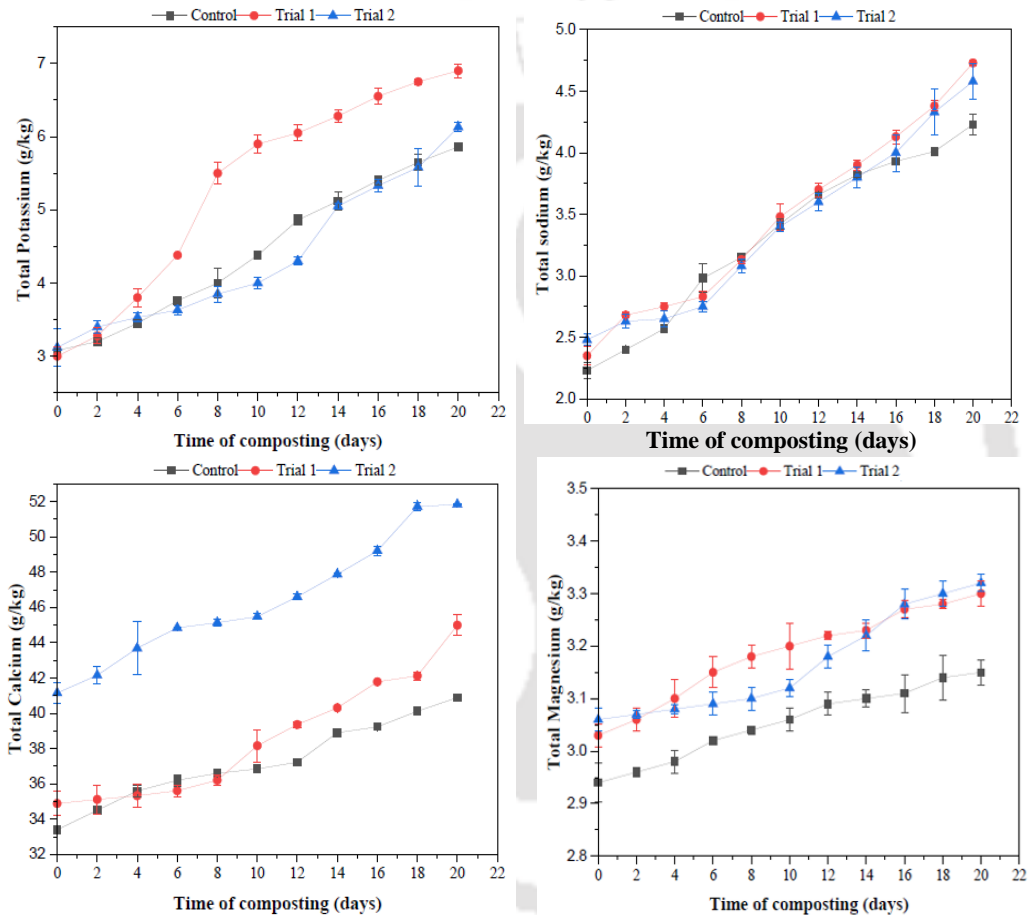 Control Trial 1 Trial 2
Total Potassium (g/kg)
7
6
5
4
3
0 2 4 6 8 10 12 14 16 18 20 22
Time of composting (days)
Control Trial 1 Trial 2
Total sodium (g/kg)
5.0
4.5
4.0
3.5
3.0
2.5
2.0
0 2 4 6 8 10 12 14 16 18 20 22
Time of composting (days)
Control Trial 1 Trial 2
Total Calcium (g/kg)
52
50
48
46
44
42
40
38
36
34
32
0 2 4 6 8 10 12 14 16 18 20 22
Time of composting (days)
Control Trial 1 Trial 2
Total Magnesium (g/kg)
3.5
3.4
3.3
3.2
3.1
3.0
2.9
2.8
0 2 4 6 8 10 12 14 16 18 20 22
Time of composting (days)